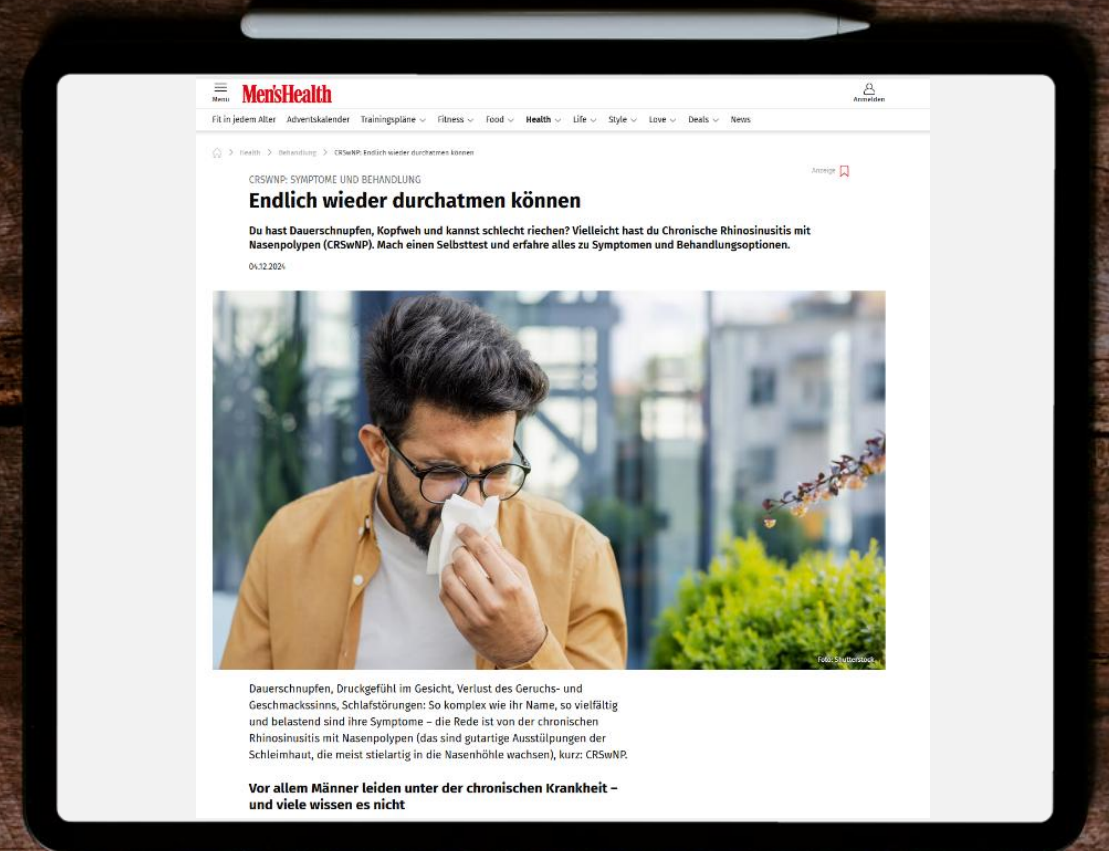 Men'sHealth
Menü
Anmelden
Fit in jedem Alter Adventskalender Trainingspläne Fitness Food Health Life Style Love Deals News
Health > Behandlung > CRSwNP: Endlich wieder durchatmen können
Anzeige
CRSWNP: SYMPTOME UND BEHANDLUNG
Endlich wieder durchatmen können
Du hast Dauerschnupfen, Kopfweh und kannst schlecht riechen? Vielleicht hast du Chronische Rhinosinusitis mit
Nasenpolypen (CRSwNP). Mach einen Selbsttest und erfahre alles zu Symptomen und Behandlungsoptionen.
04.12.2024
Foto: Shutterstock
Dauerschnupfen, Druckgefühl im Gesicht, Verlust des Geruchs- und
Geschmackssinns, Schlafstörungen: So komplex wie ihr Name, so vielfältig
und belastend sind ihre Symptome – die Rede ist von der chronischen
Rhinosinusitis mit Nasenpolypen (das sind gutartige Ausstülpungen der
Schleimhaut, die meist stielartig in die Nasenhöhle wachsen), kurz: CRSwNP.
Vor allem Männer leiden unter der chronischen Krankheit –
und viele wissen es nicht